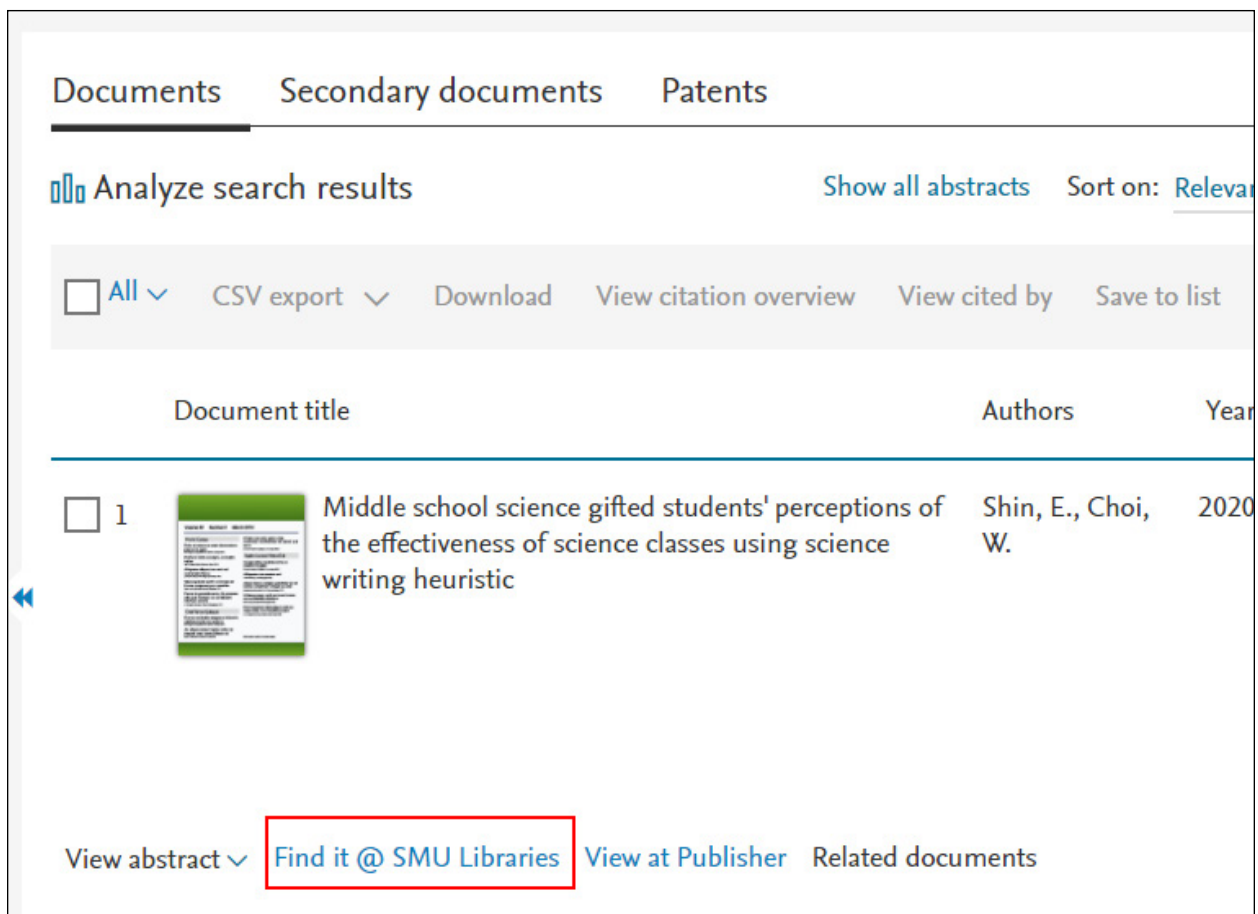 Documents Secondary documents Patents
Analyze search results Show all abstracts Sort on: Relevan
All CSV export Download View citation overview View cited by Save to list
Document title Authors Year
1 Middle school science gifted students' perceptions of Shin, E., Choi, 2020
the effectiveness of science classes using science W.
writing heuristic
View abstract Find it @ SMU Libraries View at Publisher Related documents